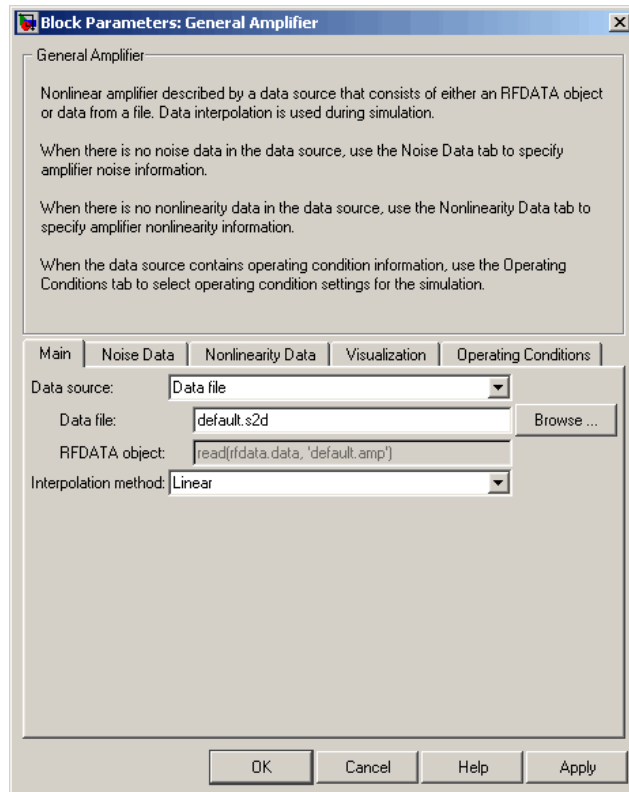 Block Parameters: General Amplifier
General Amplifier
Nonlinear amplifier described by a data source that consists of either an RFDATA object
or data from a file. Data interpolation is used during simulation.
When there is no noise data in the data source, use the Noise Data tab to specify
amplifier noise information.
When there is no nonlinearity data in the data source, use the Nonlinearity Data tab to
specify amplifier nonlinearity information.
When the data source contains operating condition information, use the Operating
Conditions tab to select operating condition settings for the simulation.
Main Noise Data Nonlinearity Data Visualization Operating Conditions
Data source: Data file
Data file: default.s2d Browse ...
RFDATA object: read(rfdata.data, 'default.amp')
Interpolation method: Linear
OK Cancel Help Apply